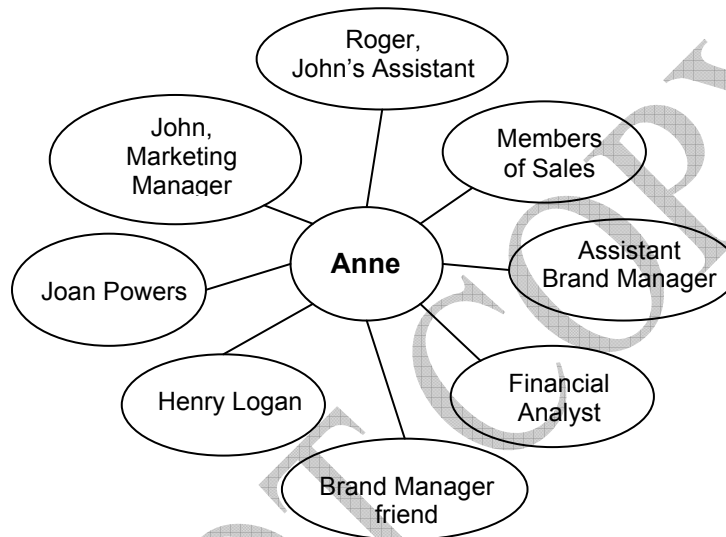 Roger,
John's Assistant
John,
Marketing
Manager
Members
of Sales
Anne
Assistant
Brand Manager
Joan Powers
Henry Logan
Financial
Analyst
Brand Manager
friend